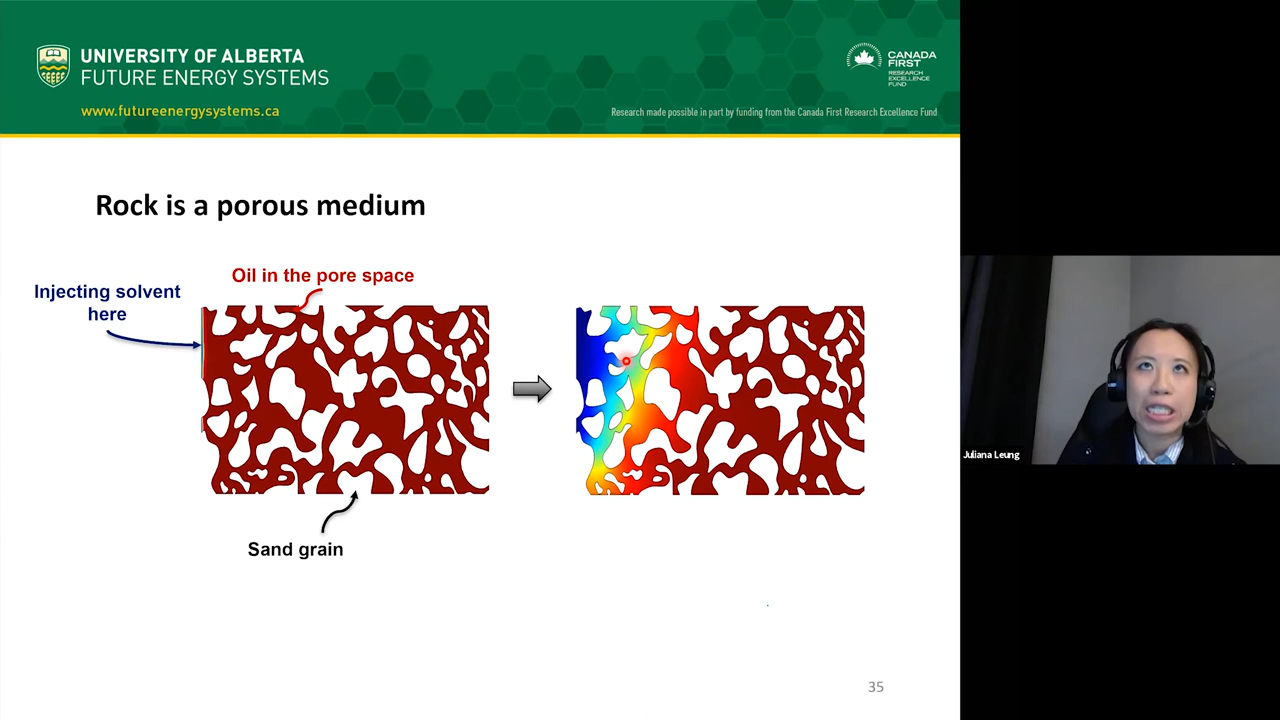 UNIVERSITY OF ALBERTA
FUTURE ENERGY SYSTEMS
www.futureenergysystems.ca
CANADA
FIRST
RESEARCH
EXCELLENCE
FUND
Research made possible in part by funding from the Canada First Research Excellence Fund
Rock is a porous medium
Injecting solvent
here
Oil in the pore space
Sand grain
35
Juliana Leung